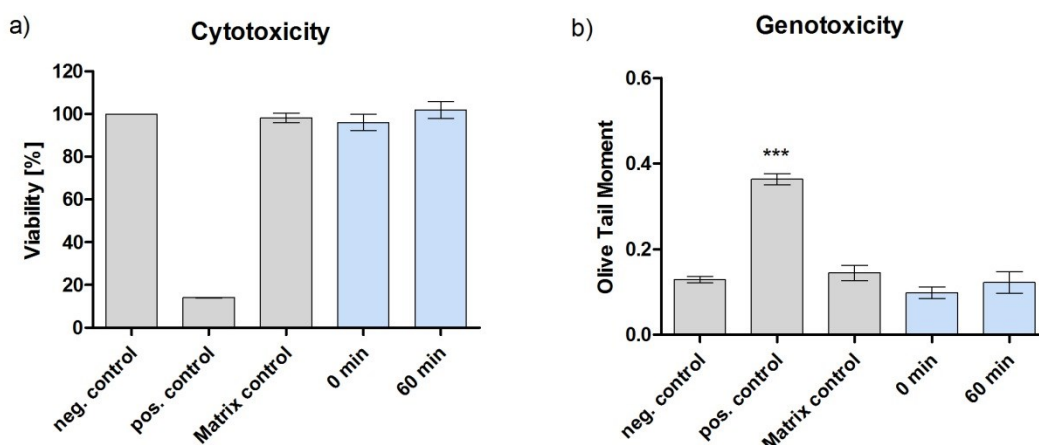 a)
Cytotoxicity
Viability [%]
120
100
80
60
40
20
0
neg. control
pos. control
Matrix control
0 min
60 min
b)
Genotoxicity
Olive Tail Moment
0.6
0.4
0.2
0.0
***
neg. control
pos. control
Matrix control
0 min
60 min